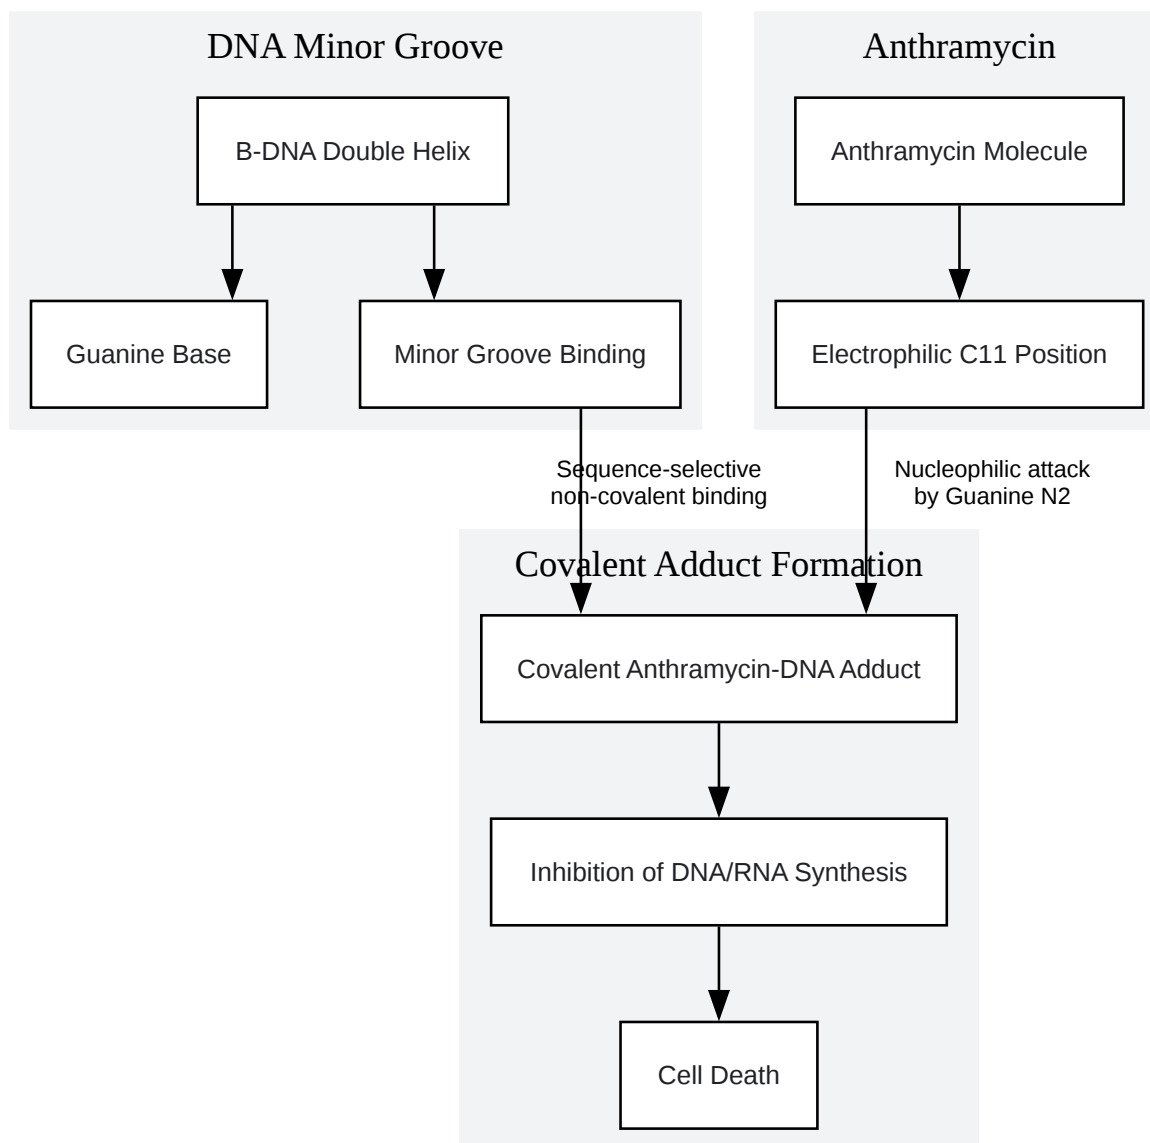 DNA Minor Groove
Anthramycin
B-DNA Double Helix
Anthramycin Molecule
Guanine Base
Minor Groove Binding
Electrophilic C11 Position
Sequence-selective
non-covalent binding
Nucleophilic attack
by Guanine N2
Covalent Adduct Formation
Covalent Anthramycin-DNA Adduct
Inhibition of DNA/RNA Synthesis
Cell Death